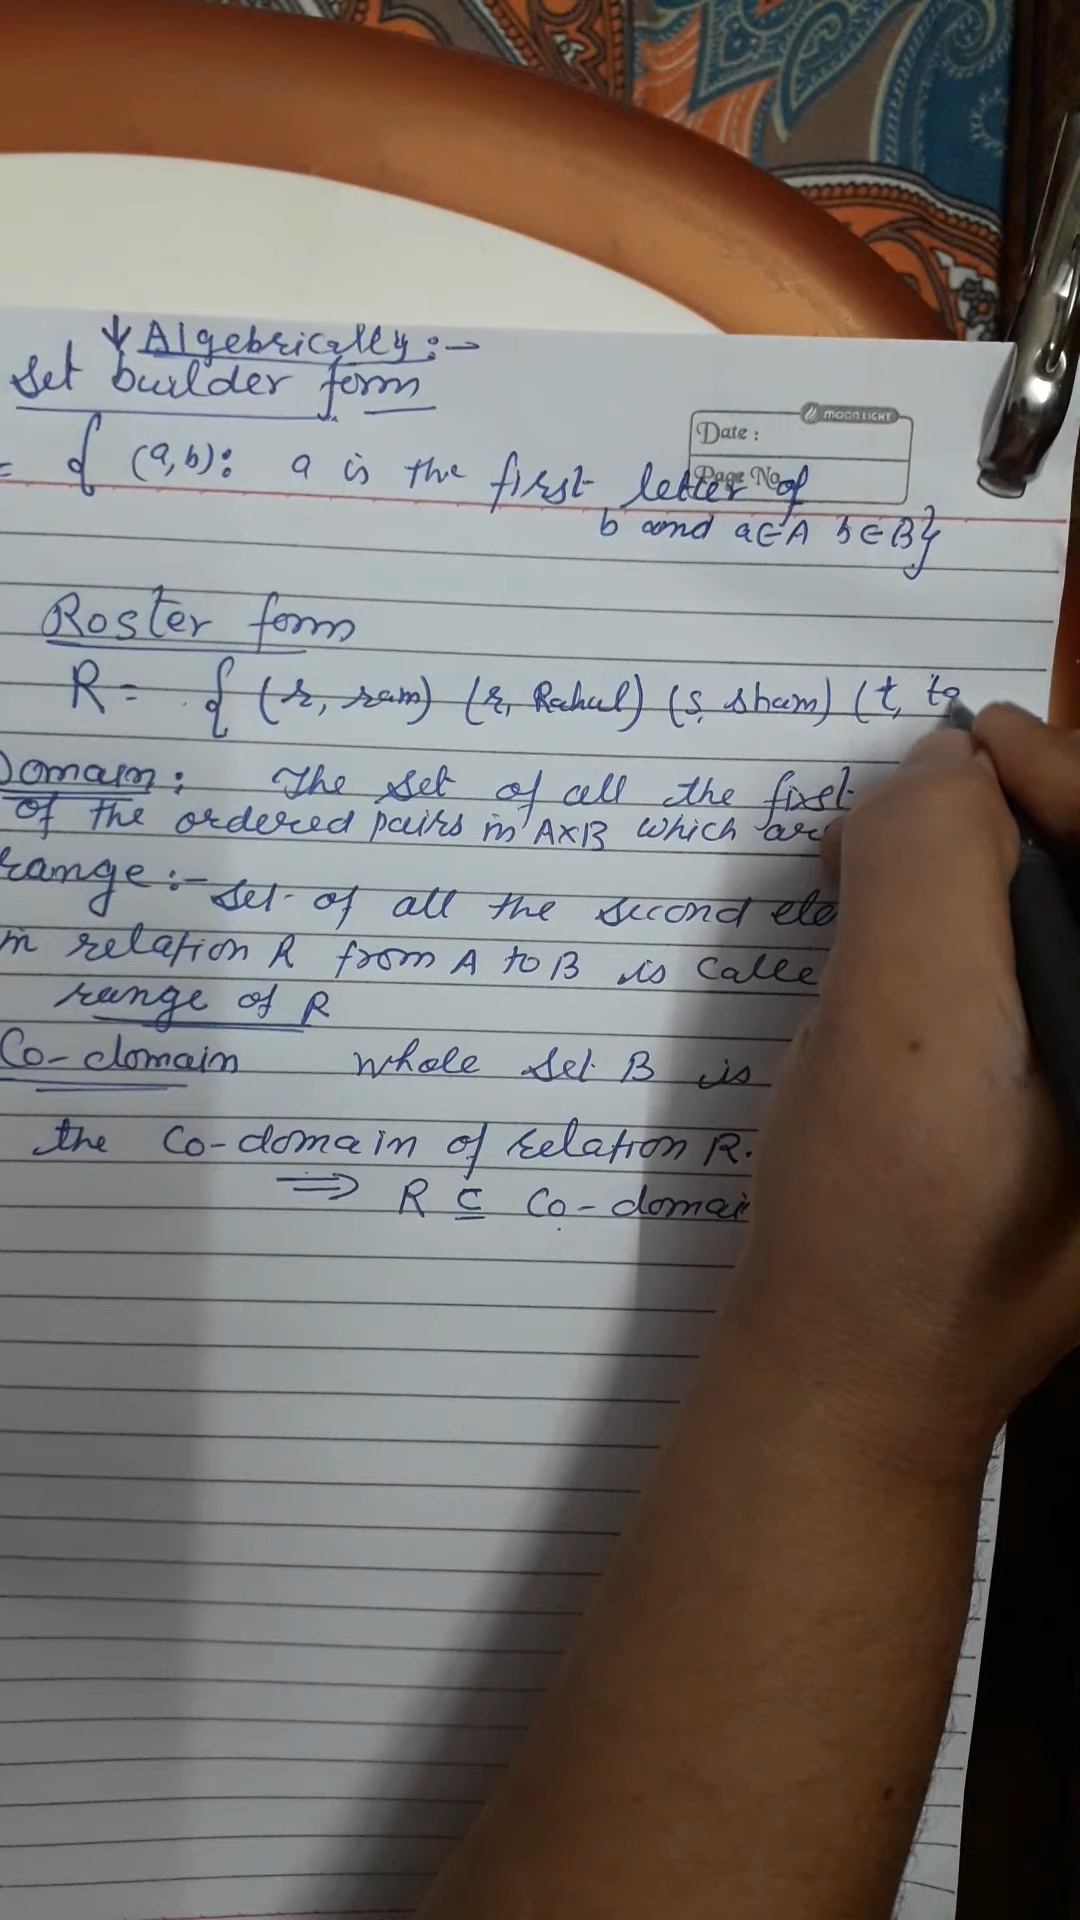 ↓ Algebrically :→
Set builder form
= { (a,b): a is the first letter of
b and a∈A b∈B}
MOONLIGHT
Date :
Page No
Roster form
R = { (r, ram) (r, Rahul) (s, sham) (t,
Domain: The set of all the first
of the ordered pairs in A×B which
range :- Set of all the second
in relation R from A to B is
range of R
Co-domain Whole Set B is
the Co-domain of relation R.
⇒ R ⊆ Co-domai